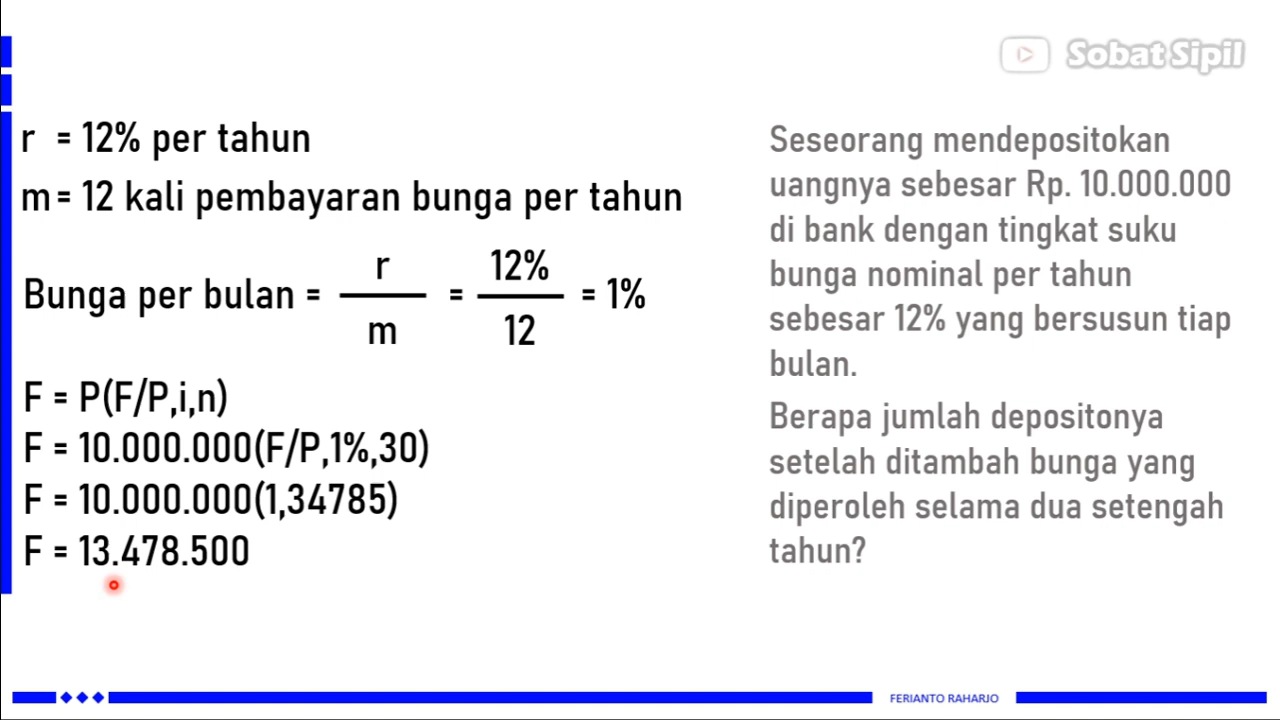 Sobat Sipil
r = 12% per tahun
m = 12 kali pembayaran bunga per tahun
Bunga per bulan = r / m = 12% / 12 = 1%
F = P(F/P,i,n)
F = 10.000.000(F/P,1%,30)
F = 10.000.000(1,34785)
F = 13.478.500
Seseorang mendepositokan
uangnya sebesar Rp. 10.000.000
di bank dengan tingkat suku
bunga nominal per tahun
sebesar 12% yang bersusun tiap
bulan.
Berapa jumlah depositonya
setelah ditambah bunga yang
diperoleh selama dua setengah
tahun?
FERIANTO RAHARJO